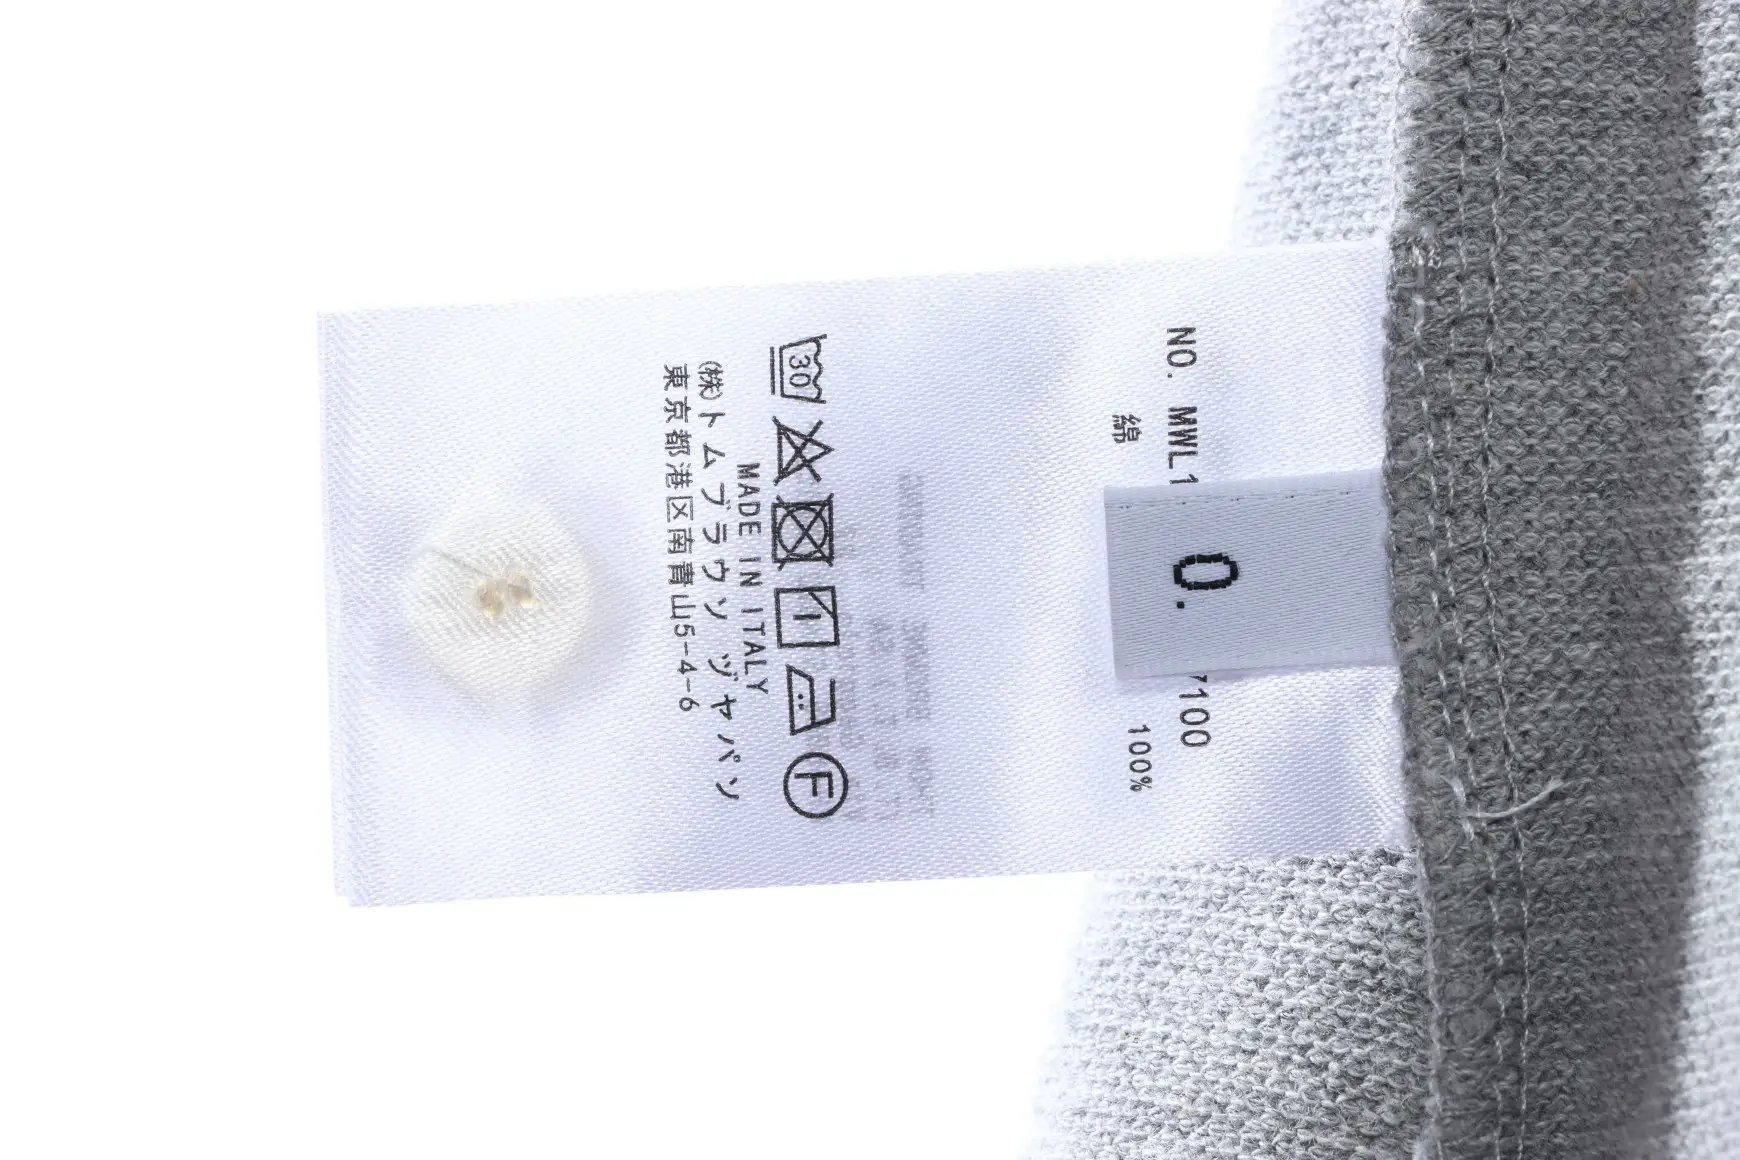 NO. MWL1 7100
0.
綿 100%
30 F
MADE IN ITALY
(株)トムブラウン ジャパン
東京都港区南青山5-4-6